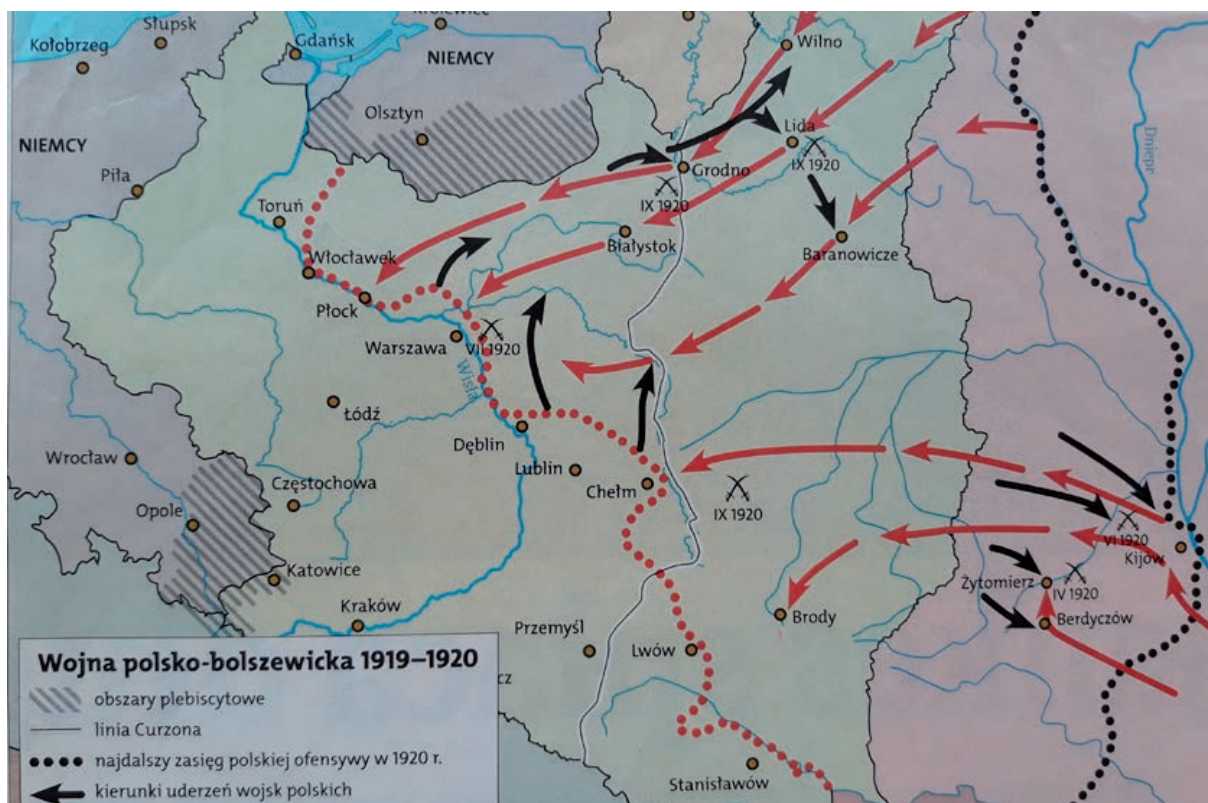 Słupsk
Kołobrzeg
Gdańsk
Królewiec
NIEMCY
Wilno
Olsztyn
NIEMCY
Lida
IX 1920
Dniepr
Piła
Grodno
IX 1920
Toruń
Białystok
Baranowicze
Włocławek
Płock
Warszawa
VII 1920
Wisła
Łódź
Dęblin
Wrocław
Lublin
Częstochowa
Chełm
IX 1920
Opole
VI 1920
Kijów
Katowice
Żytomierz
IV 1920
Kraków
Brody
Berdyczów
Przemyśl
Lwów
cz
Stanisławów
Wojna polsko-bolszewicka 1919–1920
obszary plebiscytowe
linia Curzona
najdalszy zasięg polskiej ofensywy w 1920 r.
kierunki uderzeń wojsk polskich